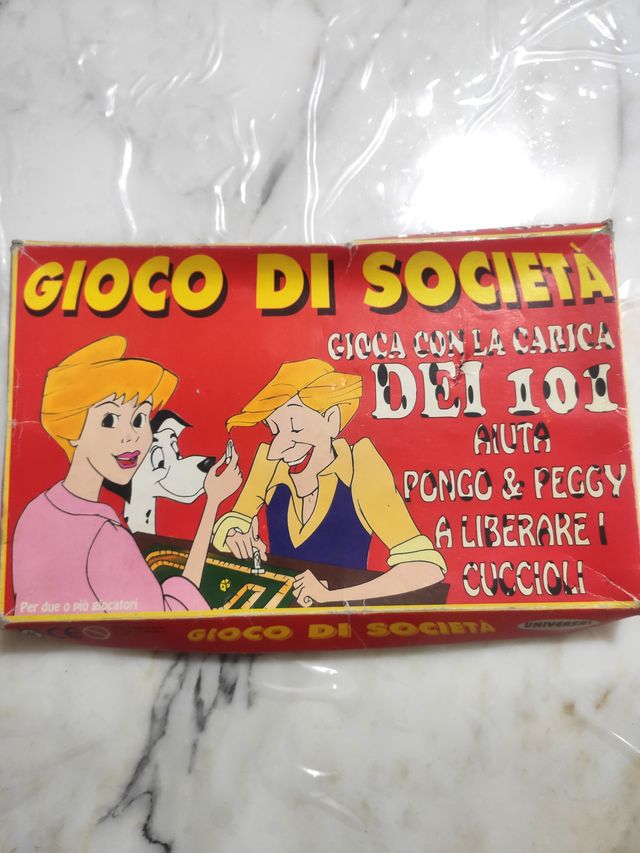 GIOCO DI SOCIETÀ
GIOCA CON LA CARICA
DEI 101
AIUTA
PONGO & PEGGY
A LIBERARE I
CUCCIOLI
Per due o più giocatori
CE
GIOCO DI SOCIETÀ
UNIVERSAL